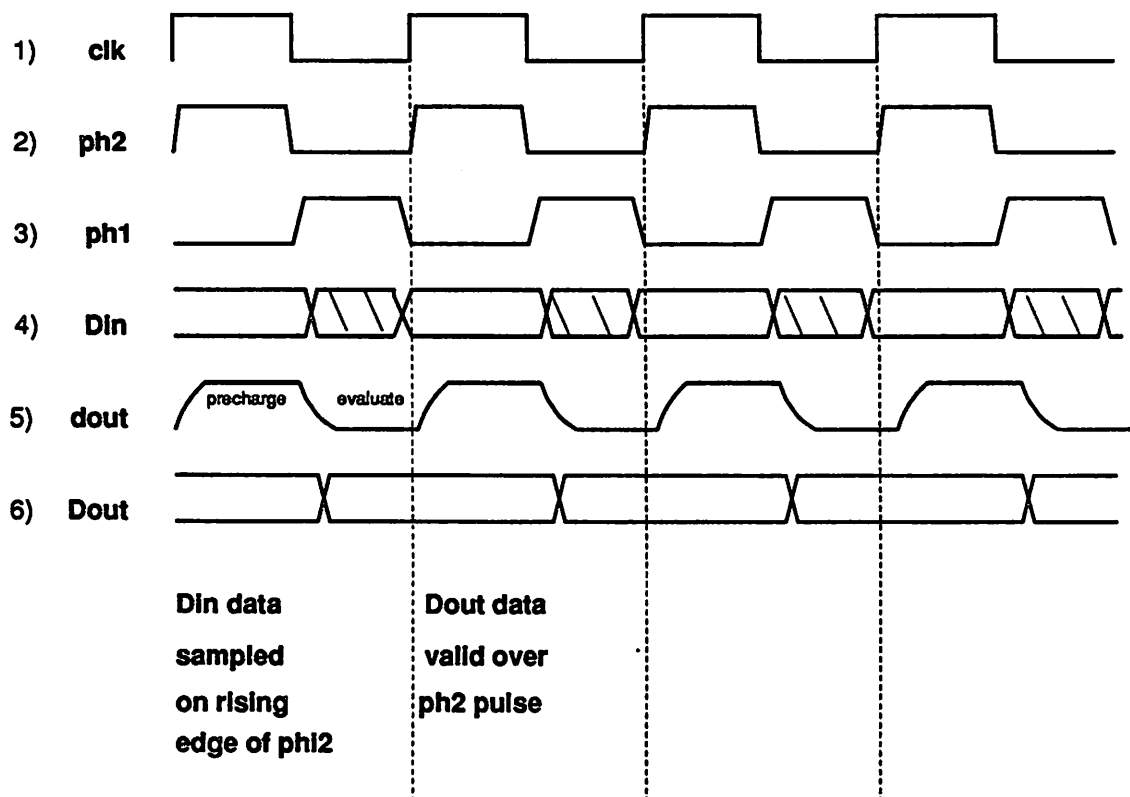 1) clk
2) ph2
3) ph1
4) Din
5) dout precharge evaluate
6) Dout
Din data
sampled
on rising
edge of phi2
Dout data
valid over
ph2 pulse